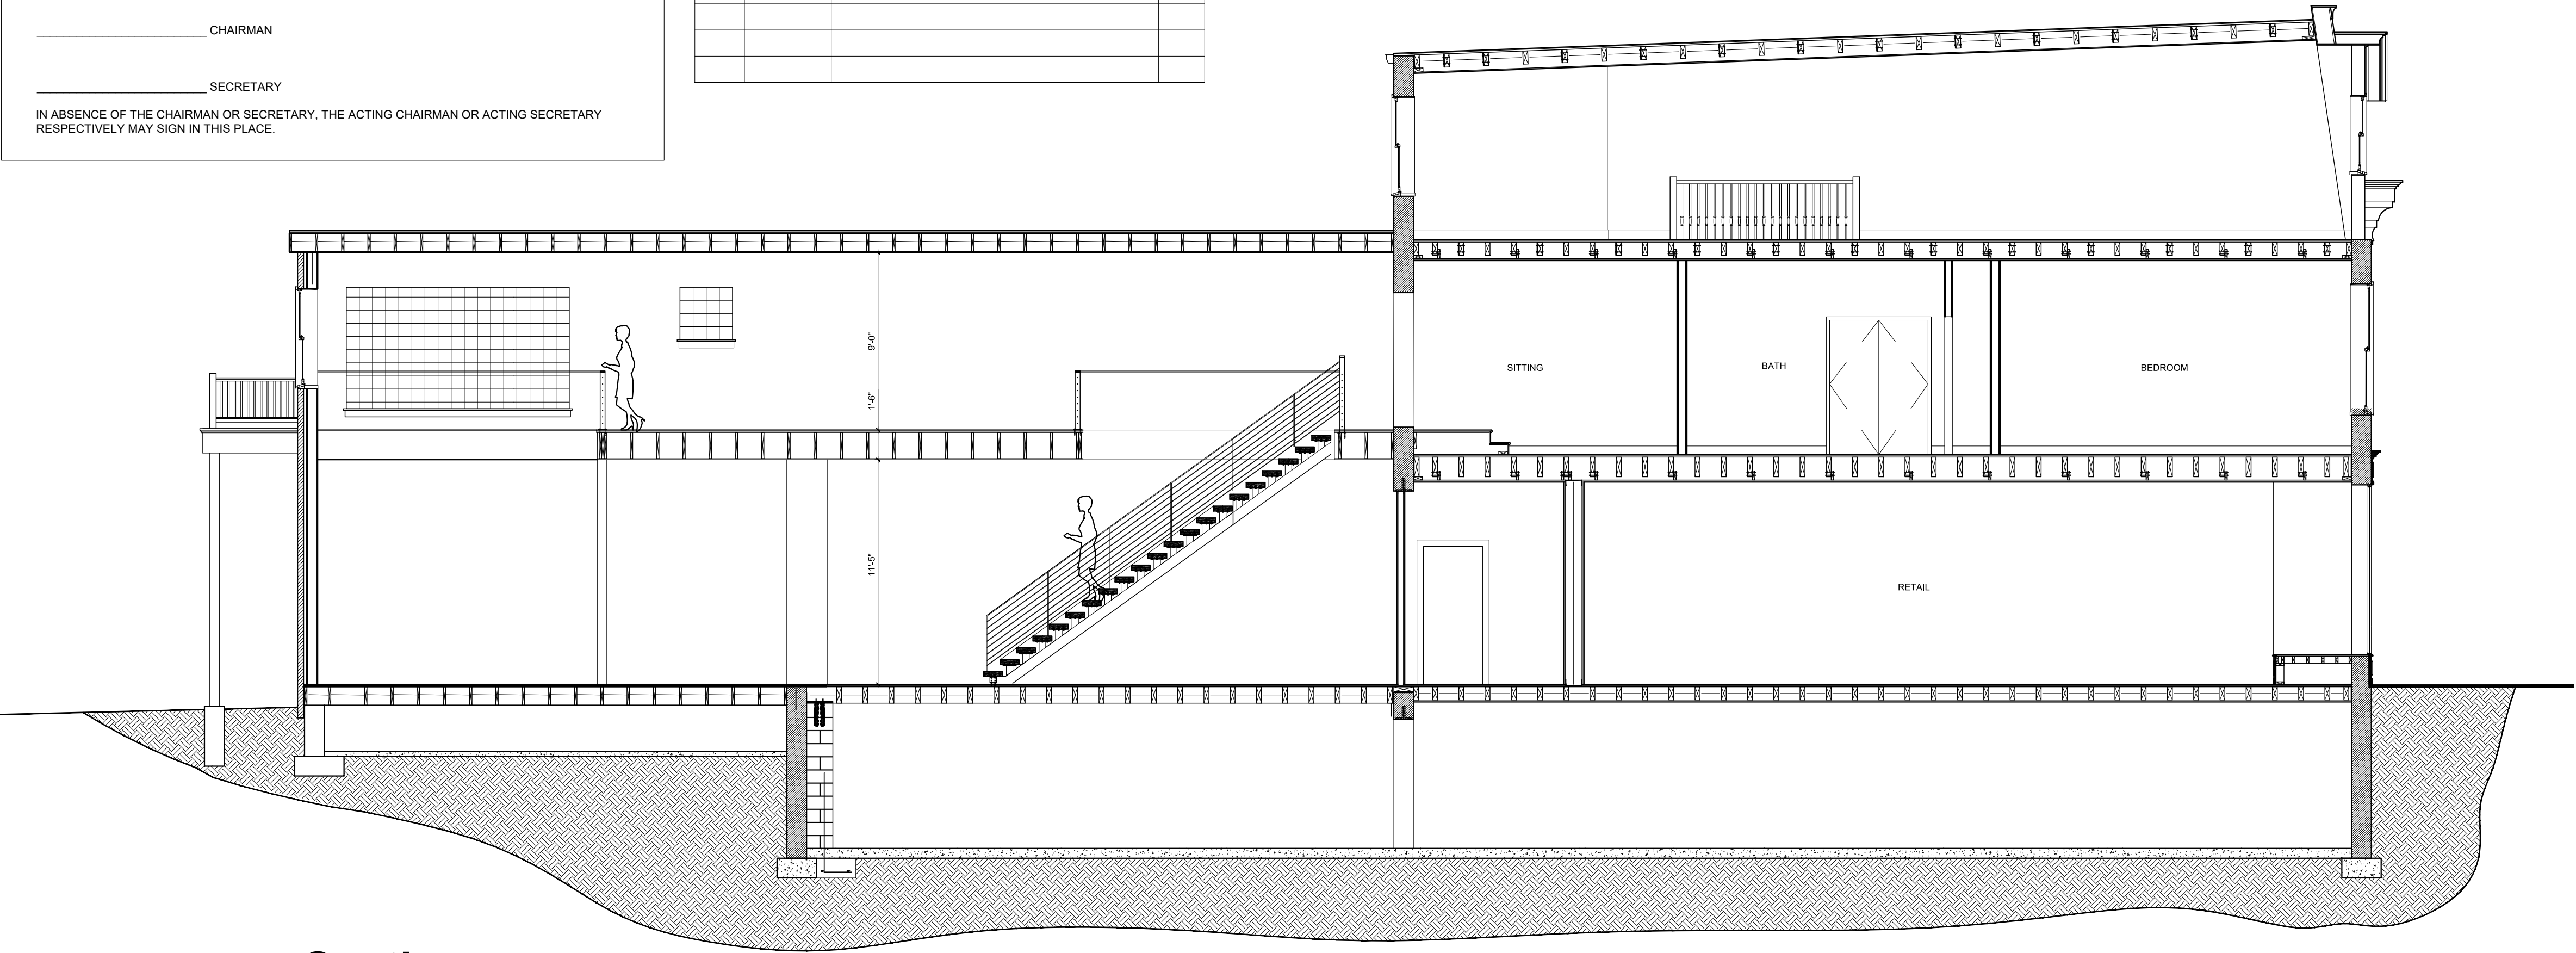 CHAIRMAN
SECRETARY
IN ABSENCE OF THE CHAIRMAN OR SECRETARY, THE ACTING CHAIRMAN OR ACTING SECRETARY
RESPECTIVELY MAY SIGN IN THIS PLACE.
9'-0"
1'-6"
11'-5"
SITTING
BATH
BEDROOM
RETAIL